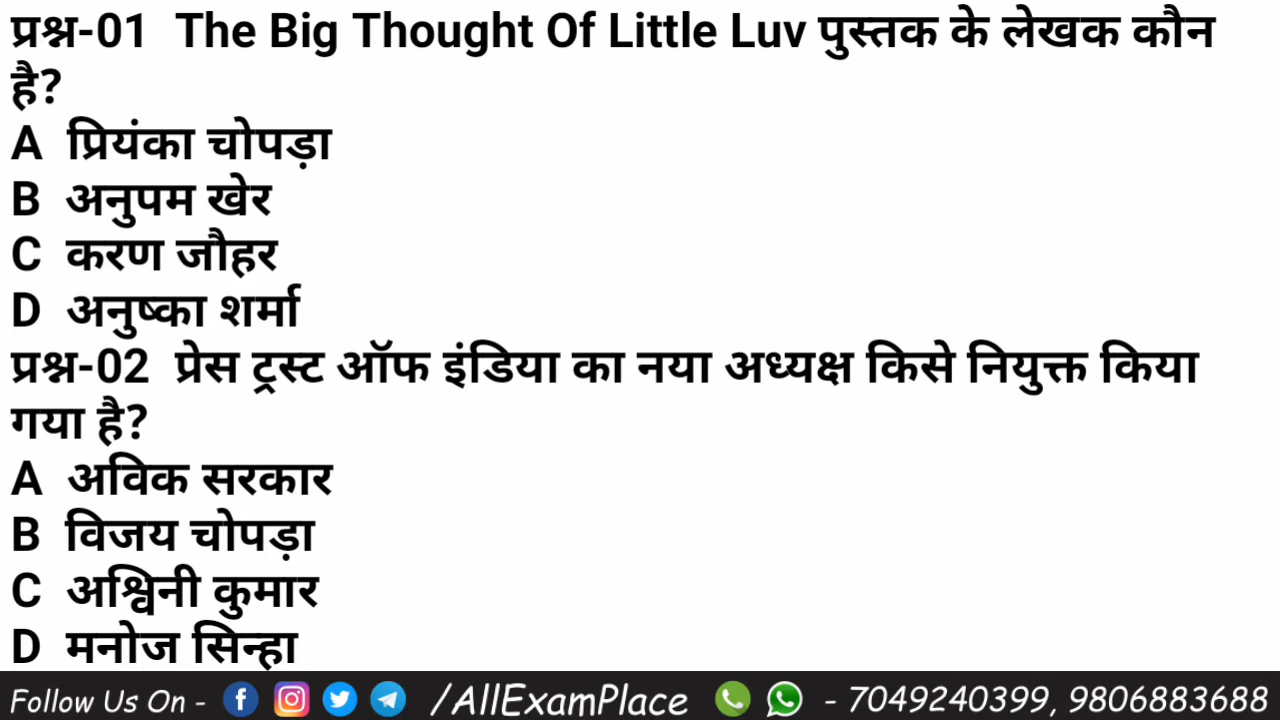 प्रश्न-01 The Big Thought Of Little Luv पुस्तक के लेखक कौन
है?
A प्रियंका चोपड़ा
B अनुपम खेर
C करण जौहर
D अनुष्का शर्मा
प्रश्न-02 प्रेस ट्रस्ट ऑफ इंडिया का नया अध्यक्ष किसे नियुक्त किया
गया है?
A अविक सरकार
B विजय चोपड़ा
C अश्विनी कुमार
D मनोज सिन्हा
Follow Us On - /AllExamPlace - 7049240399, 9806883688